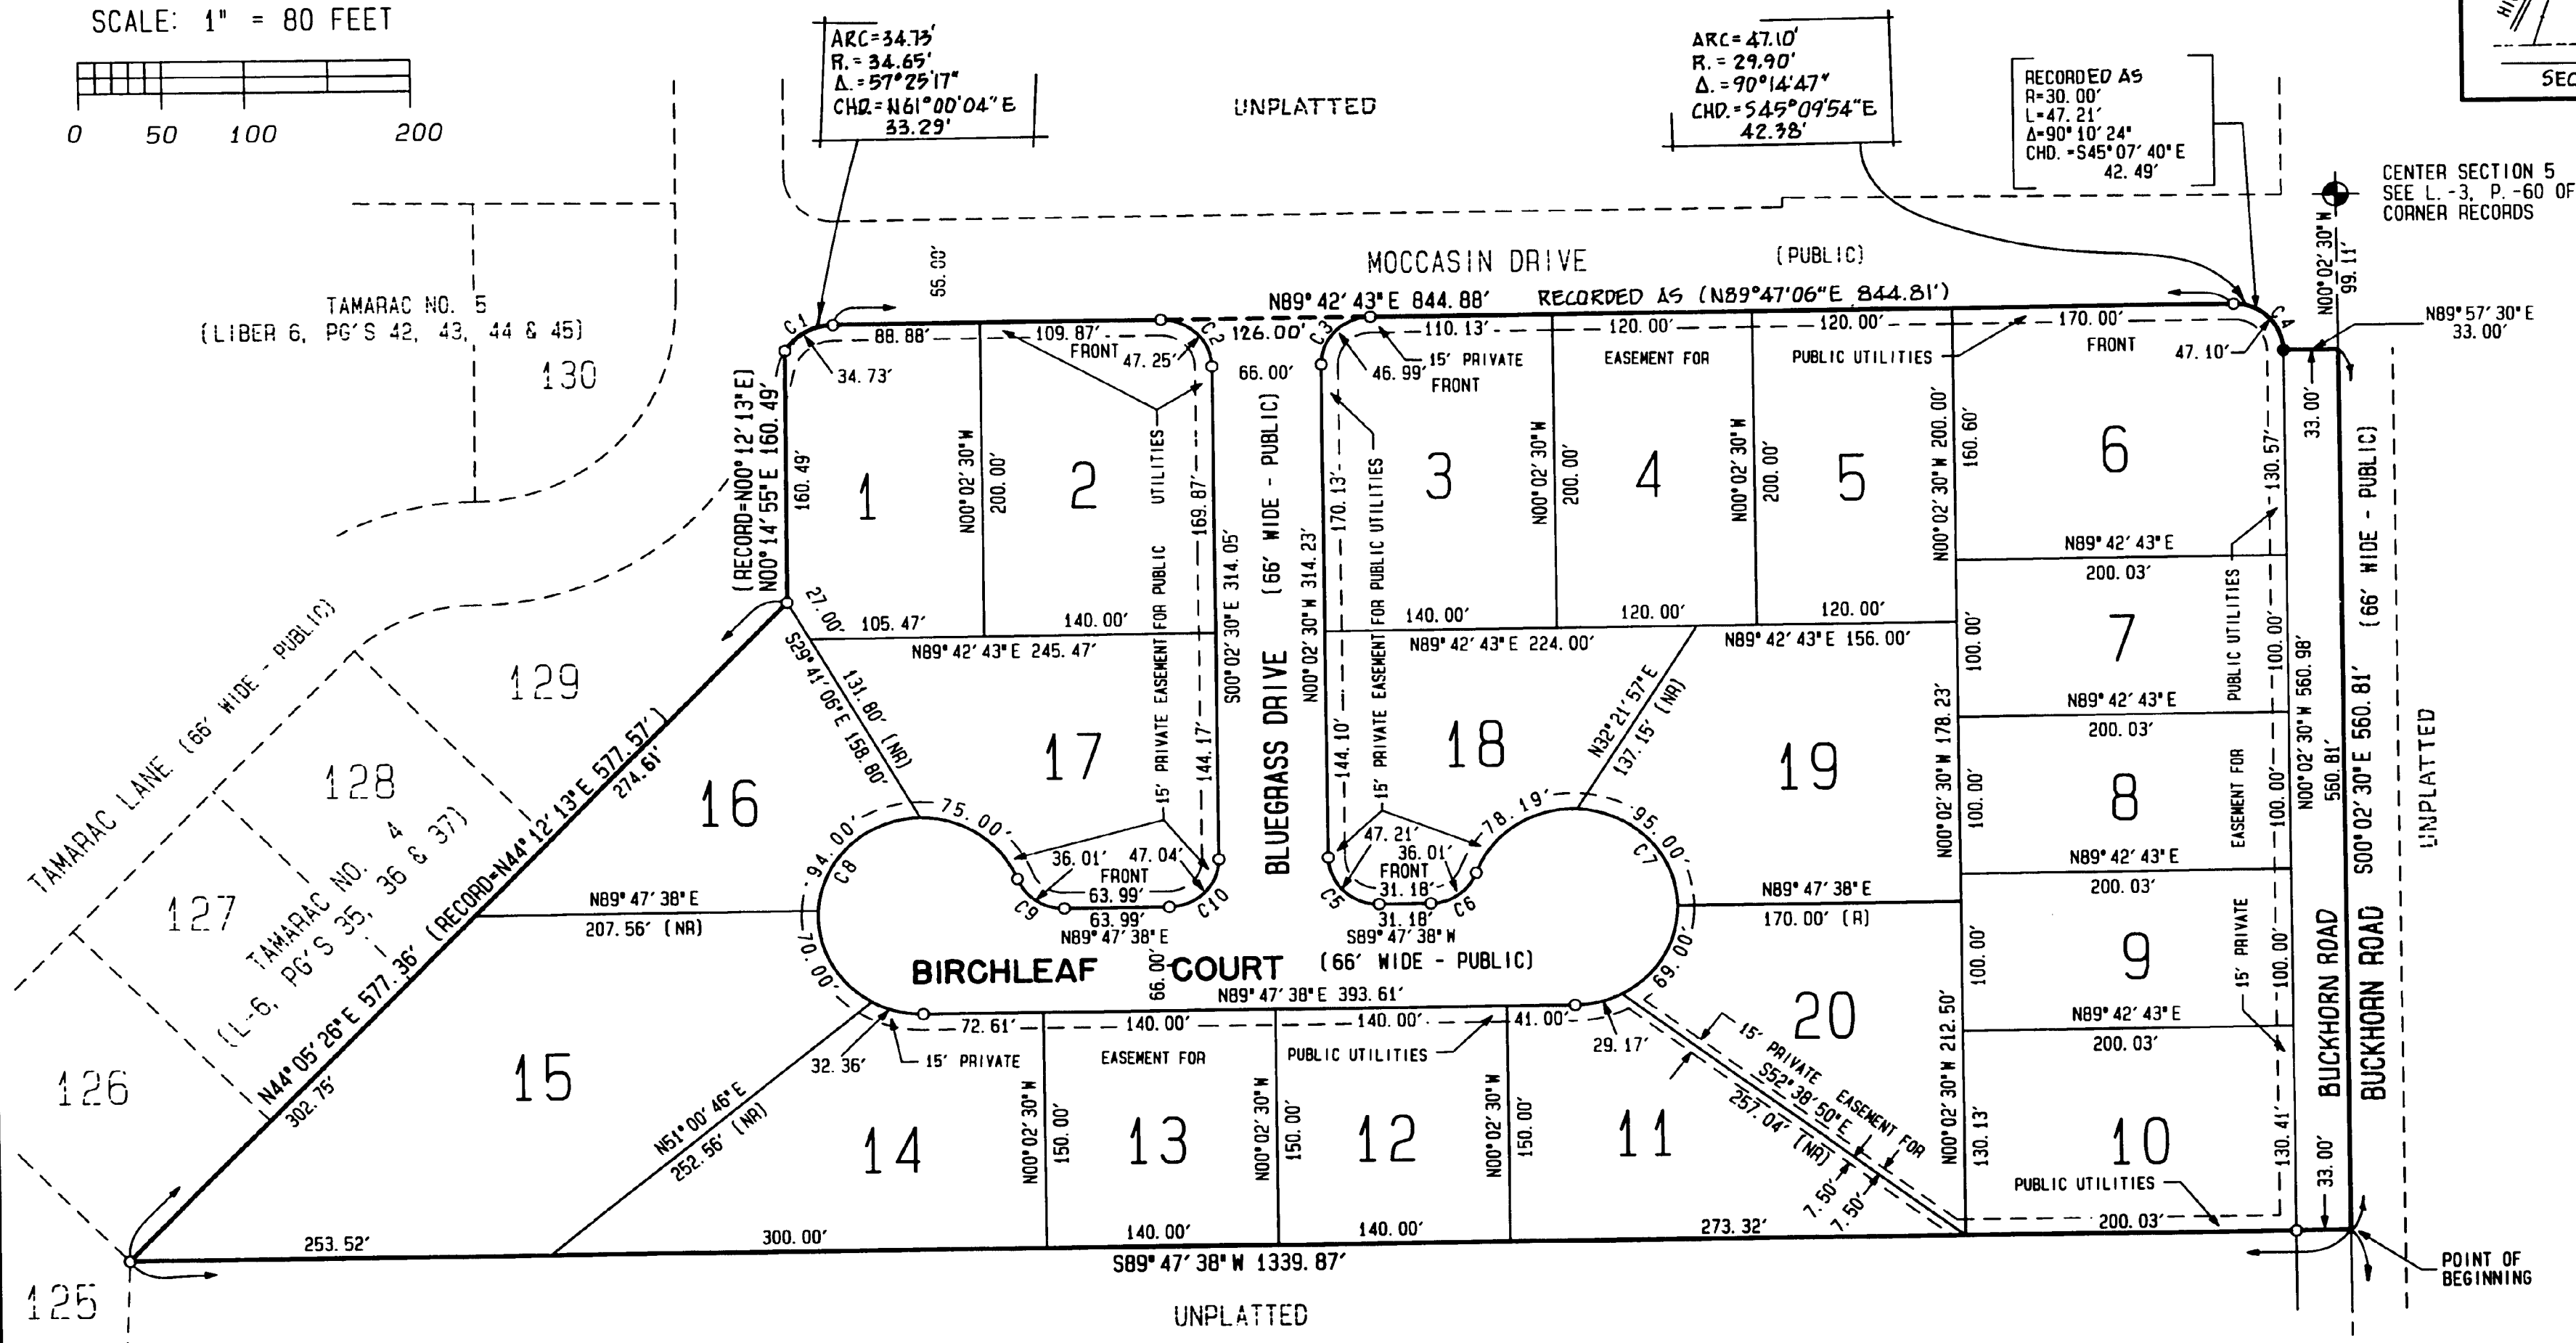 SCALE: 1" = 80 FEET
0 50 100 200
ARC=34.73'
R.=34.65'
Δ.=57°25'17"
CHD.=N61°00'04"E
33.29'
UNPLATTED
ARC=47.10'
R.=29.90'
Δ.=90°14'47"
CHD.=S45°09'54"E
42.38'
RECORDED AS
R=30.00'
L=47.21'
Δ=90°10'24"
CHD.=S45°07'40"E
42.49'
SEC
CENTER SECTION 5
SEE L.-3, P.-60 OF
CORNER RECORDS
N00°02'30"W
99.11'
N89°57'30"E
33.00'
TAMARAC NO. 5
(LIBER 6, PG'S 42, 43, 44 & 45)
130
MOCCASIN DRIVE (PUBLIC)
N89°42'43"E 844.88' RECORDED AS (N89°47'06"E 844.81')
C1
88.88'
109.87'
FRONT
47.25'
C2
126.00'
C3
110.13'
120.00'
120.00'
170.00'
FRONT
47.10'
34.73'
66.00'
46.99'
15' PRIVATE
FRONT
EASEMENT FOR
PUBLIC UTILITIES
33.00'
(RECORD=N00°12'13"E)
N00°14'55"E 160.49'
160.49'
1
N00°02'30"W
200.00'
2
UTILITIES
15' PRIVATE EASEMENT FOR PUBLIC
169.87'
S00°02'30"E 314.05'
BLUEGRASS DRIVE (66' WIDE - PUBLIC)
N00°02'30"W 314.23'
170.13'
15' PRIVATE EASEMENT FOR PUBLIC UTILITIES
3
N00°02'30"W
200.00'
4
N00°02'30"W
200.00'
5
N00°02'30"W 200.00'
160.60'
6
130.57'
N89°42'43"E
200.03'
27.00'
105.47'
140.00'
N89°42'43"E 245.47'
140.00'
120.00'
120.00'
N89°42'43"E 224.00'
N89°42'43"E 156.00'
100.00'
7
PUBLIC UTILITIES
100.00'
N89°42'43"E
200.03'
N00°02'30"W 560.98'
560.81'
S00°02'30"E 560.81' (66' WIDE - PUBLIC)
UNPLATTED
TAMARAC LANE (66' WIDE - PUBLIC)
129
128
127
126
125
TAMARAC NO. 4
(L-6, PG'S 35, 36 & 37)
N44°05'26"E 577.36' (RECORD=N44°12'13"E 577.57')
274.61'
302.75'
131.80' (NR)
S29°41'06"E 158.80'
16
17
144.17'
144.10'
18
N32°21'57"E
137.15' (NR)
19
N00°02'30"W 178.23'
100.00'
8
EASEMENT FOR
100.00'
N89°42'43"E
200.03'
94.00'
C8
75.00'
36.01'
47.04'
FRONT
63.99'
C9
C10
63.99'
N89°47'38"E
47.21'
36.01'
FRONT
31.18'
C5
C6
31.18'
S89°47'38"W
78.19'
95.00'
C7
N89°47'38"E
207.56' (NR)
70.00'
N89°47'38"E
170.00' (R)
69.00'
100.00'
9
15' PRIVATE
100.00'
N89°42'43"E
200.03'
BIRCHLEAF COURT (66' WIDE - PUBLIC)
66.00'
N89°47'38"E 393.61'
72.61'
140.00'
140.00'
41.00'
32.36'
15' PRIVATE
EASEMENT FOR
PUBLIC UTILITIES
29.17'
20
15' PRIVATE EASEMENT FOR
S52°38'50"E
257.04' (NR)
7.50'
7.50'
N00°02'30"W 212.50'
N00°02'30"W
130.13'
10
130.41'
PUBLIC UTILITIES
200.03'
BUCKHORN ROAD
BUCKHORN ROAD
33.00'
15
N51°00'46"E
252.56' (NR)
14
N00°02'30"W
150.00'
13
N00°02'30"W
150.00'
12
N00°02'30"W
150.00'
11
253.52'
300.00'
140.00'
140.00'
273.32'
S89°47'38"W 1339.87'
POINT OF
BEGINNING
UNPLATTED